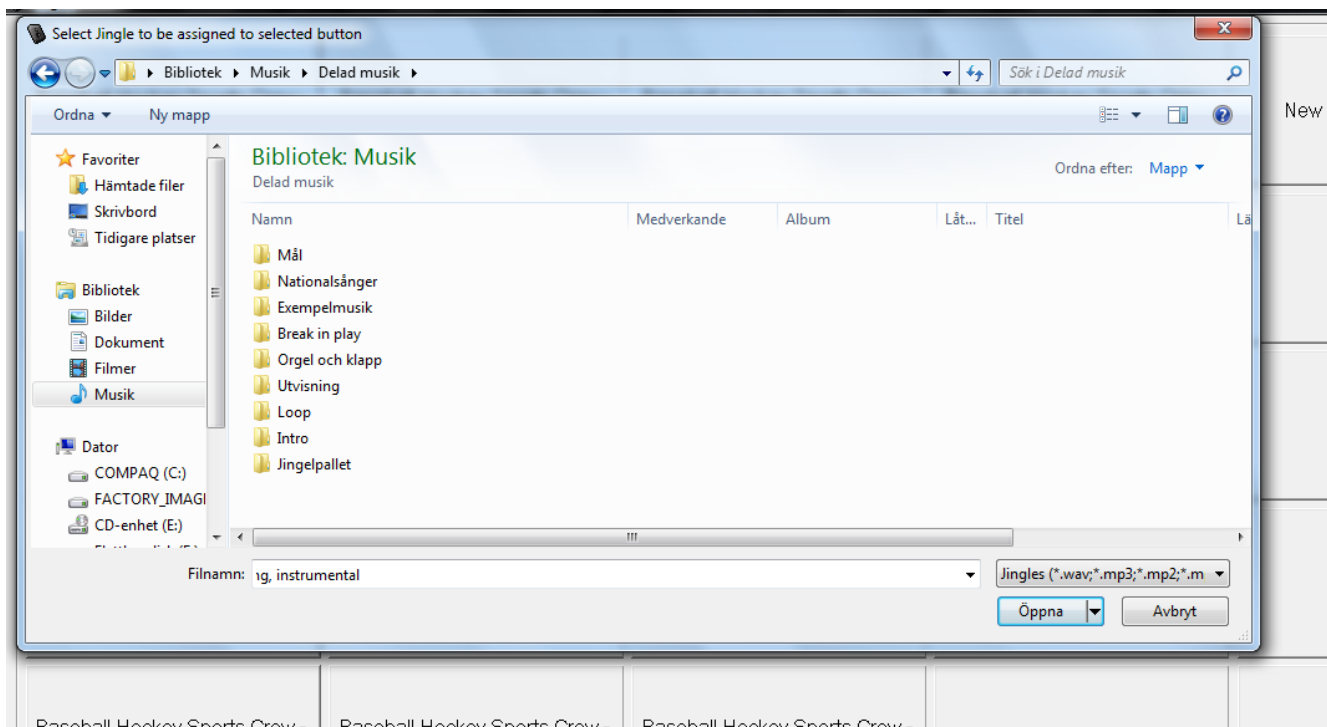 Select Jingle to be assigned to selected button
Bibliotek Musik Delad musik
Sök i Delad musik
Ordna Ny mapp
New
Favoriter
Hämtade filer
Skrivbord
Tidigare platser
Bibliotek
Bilder
Dokument
Filmer
Musik
Dator
COMPAQ (C:)
FACTORY_IMAGI
CD-enhet (E:)
Bibliotek: Musik
Delad musik
Ordna efter: Mapp
Namn Medverkande Album Låt... Titel Lä
Mål
Nationalsånger
Exempelmusik
Break in play
Orgel och klapp
Utvisning
Loop
Intro
Jingelpallet
Filnamn: ng, instrumental
Jingles (*.wav;*.mp3;*.mp2;*.m
Öppna Avbryt
Baseball Hockey Sports Crew - Baseball Hockey Sports Crew - Baseball Hockey Sports Crew -